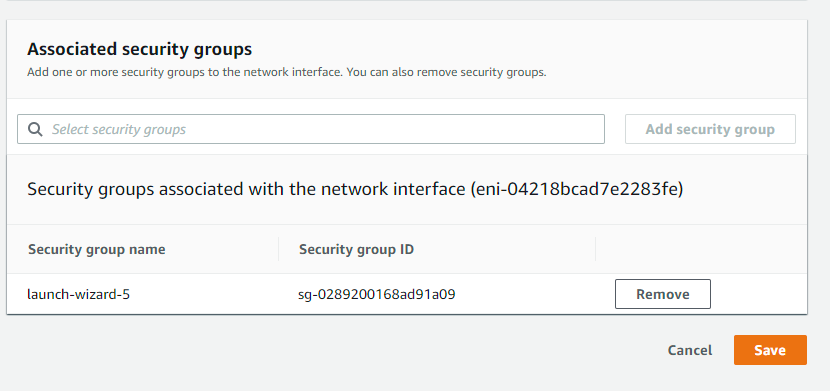 Associated security groups
Add one or more security groups to the network interface. You can also remove security groups.
Select security groups
Add security group
Security groups associated with the network interface (eni-04218bcad7e2283fe)
Security group name
Security group ID
launch-wizard-5
sg-0289200168ad91a09
Remove
Cancel
Save